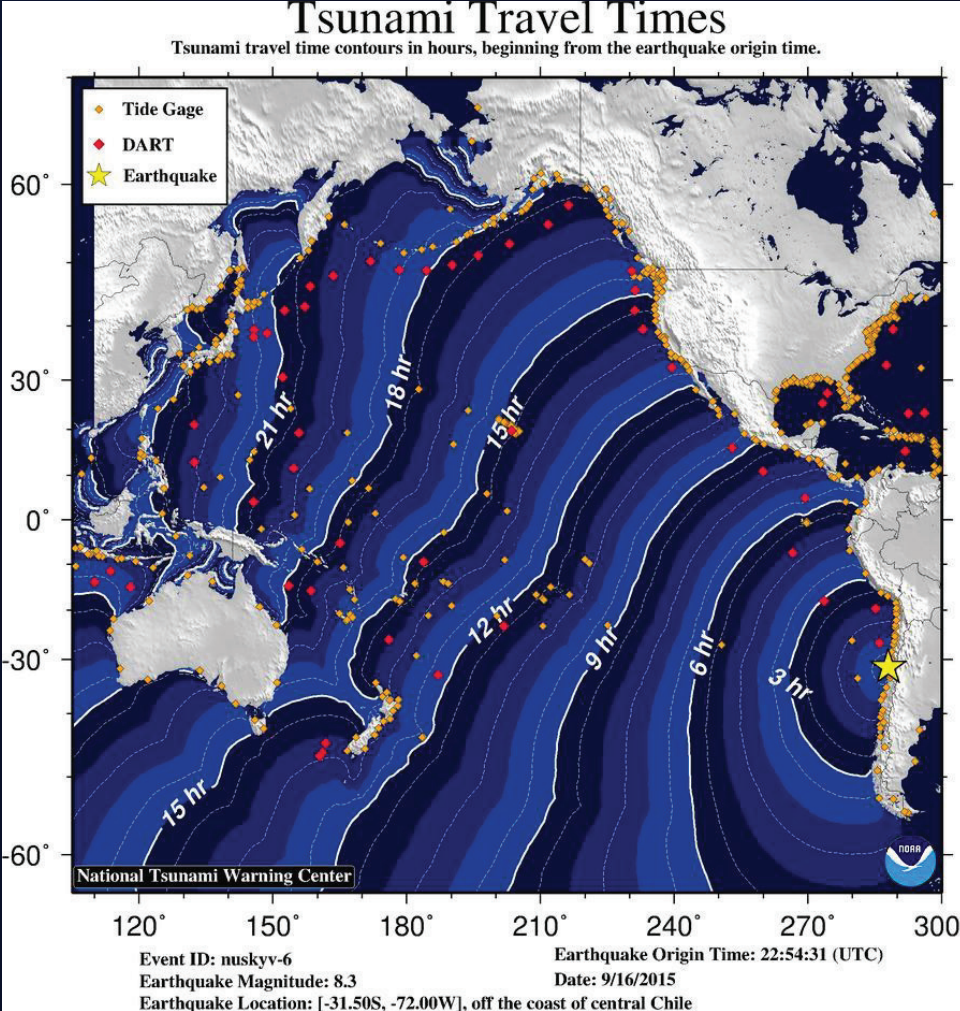 Tsunami Travel Times
Tsunami travel time contours in hours, beginning from the earthquake origin time.
Tide Gage
DART
Earthquake
60°
30°
0°
-30°
-60°
21 hr
18 hr
15 hr
12 hr
9 hr
6 hr
3 hr
15 hr
NOAA
National Tsunami Warning Center
120° 150° 180° 210° 240° 270° 300
Event ID: nuskyv-6
Earthquake Origin Time: 22:54:31 (UTC)
Earthquake Magnitude: 8.3
Date: 9/16/2015
Earthquake Location: [-31.50S, -72.00W], off the coast of central Chile